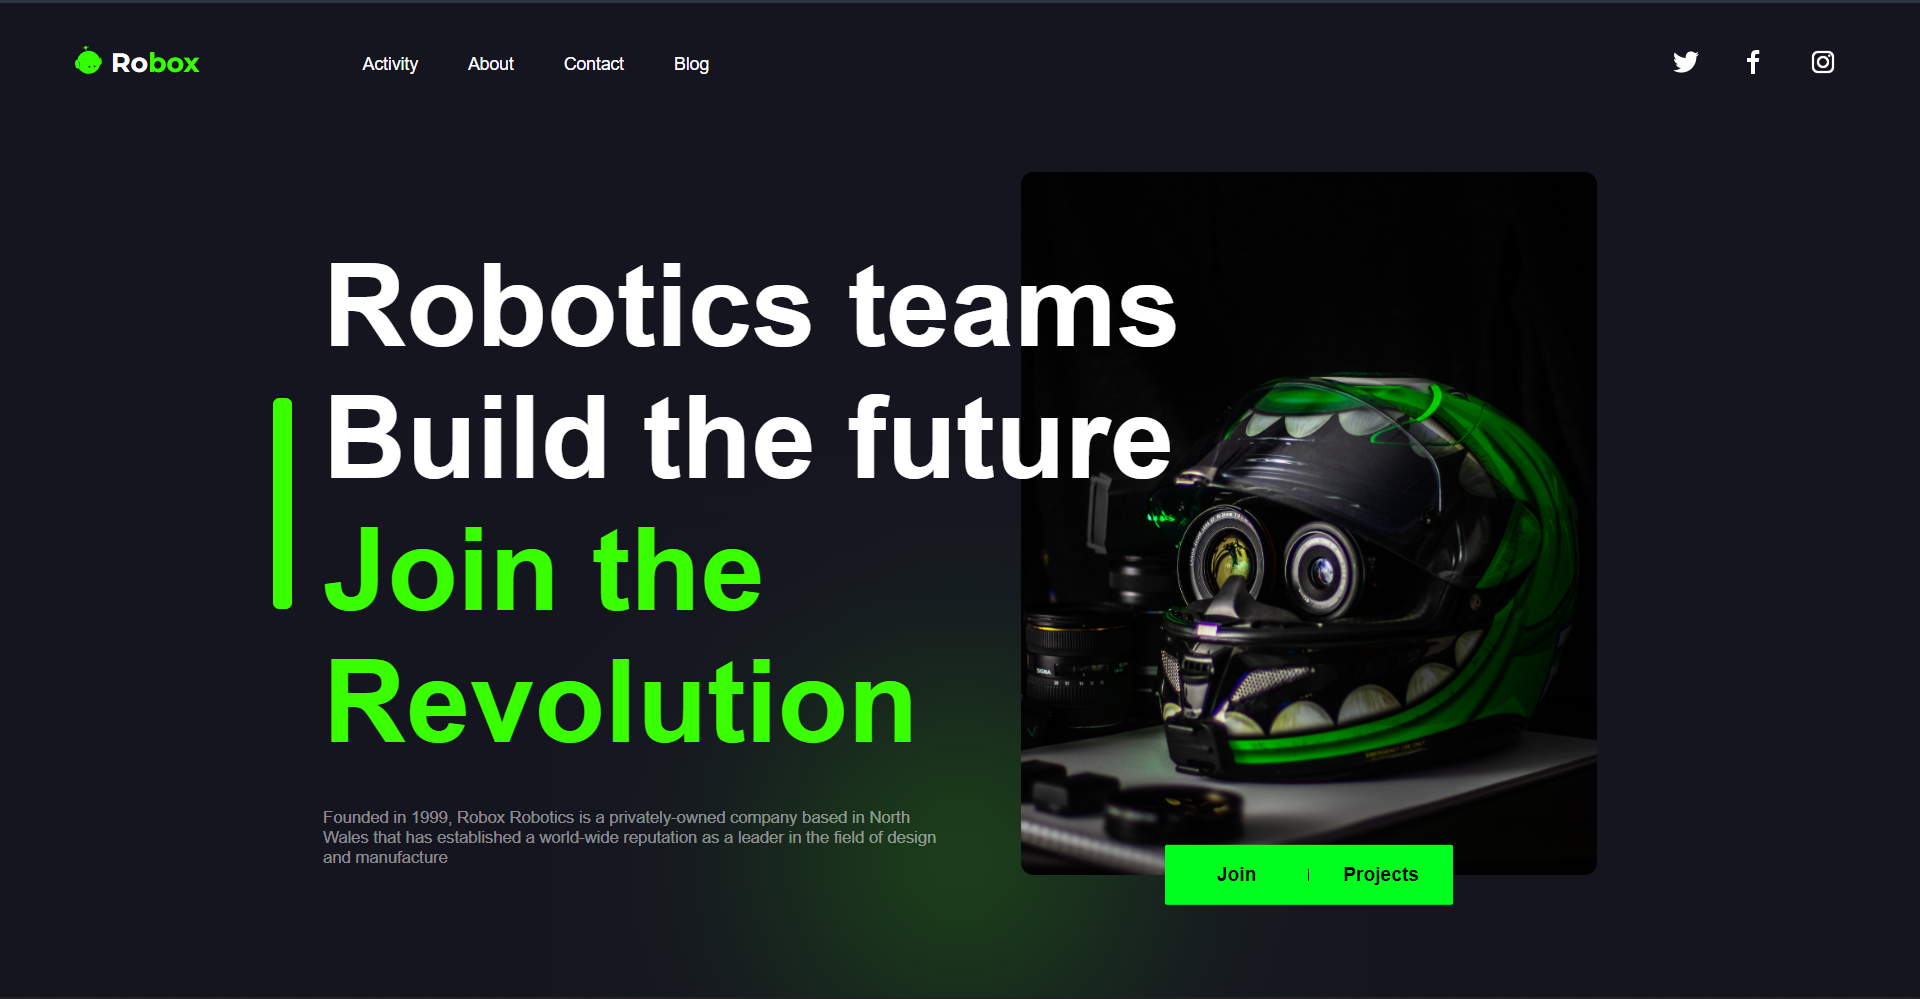 Robox
Activity
About
Contact
Blog
Robotics teams
Build the future
Join the
Revolution
Founded in 1999, Robox Robotics is a privately-owned company based in North
Wales that has established a world-wide reputation as a leader in the field of design
and manufacture
SIGMA
Join | Projects